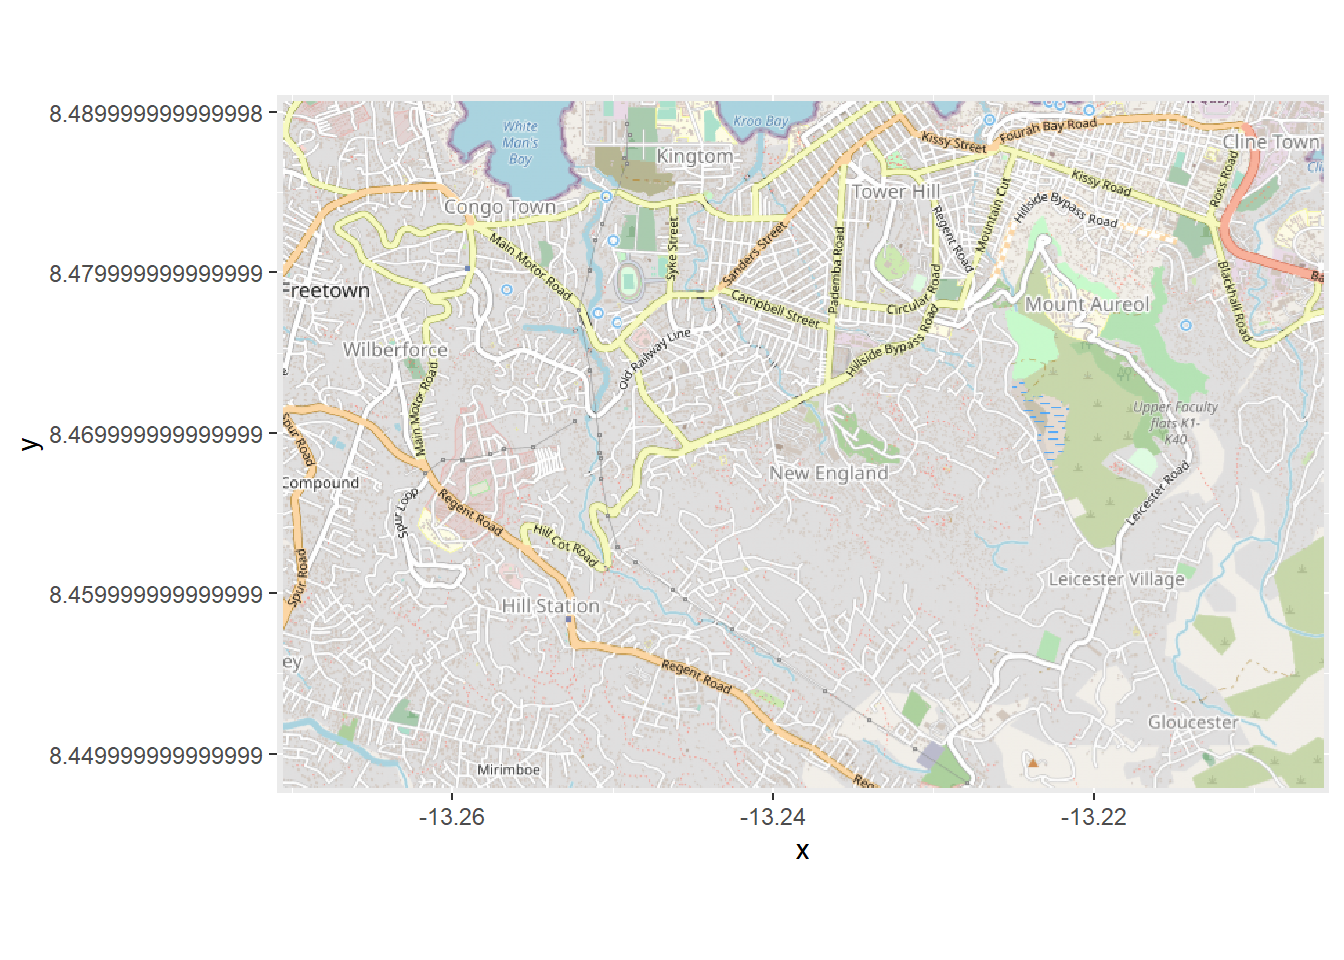 8.489999999999998
8.479999999999999
8.469999999999999
8.459999999999999
8.449999999999999
y
-13.26
-13.24
-13.22
x
White
Man's
Bay
Kroo Bay
Kingtom
Kissy Street
Fourah Bay Road
Cline Town
Congo Town
Tower Hill
Kissy Road
Ross Road
Mountain Cut
Hillside Bypass Road
Regent Road
Main Motor Road
Syke Street
Sanders Street
Pademba Road
Circular Road
Blackhall Road
Freetown
Campbell Street
Mount Aureol
Wilberforce
Old Railway Line
Hillside Bypass Road
Main Motor Road
Upper Faculty
flats K1-
K40
Spur Road
Compound
New England
Leicester Road
Spur Loop
Regent Road
Hill Cot Road
Spur Road
Leicester Village
Hill Station
ey
Regent Road
Gloucester
Mirimboe